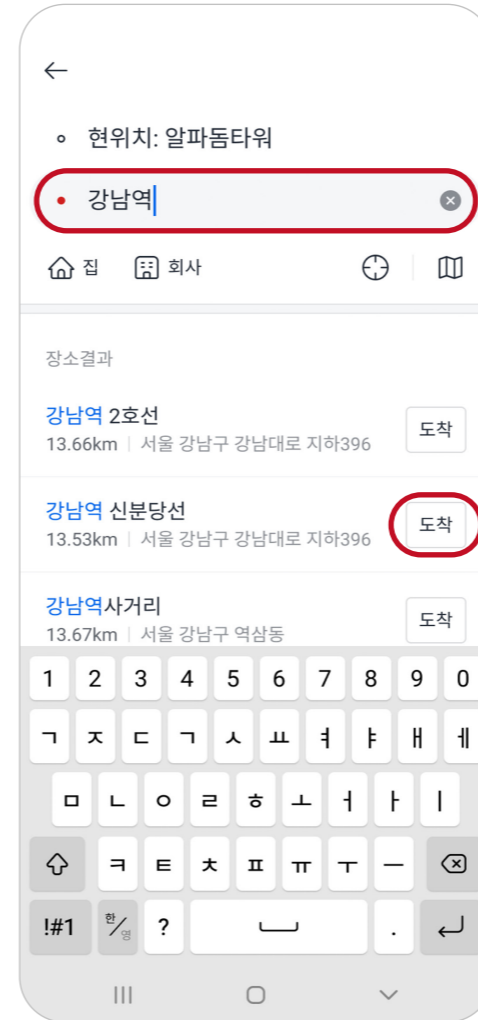 현위치: 알파돔타워
강남역
집 회사
장소결과
강남역 2호선
13.66km | 서울 강남구 강남대로 지하396
도착
강남역 신분당선
13.53km | 서울 강남구 강남대로 지하396
도착
강남역사거리
13.67km | 서울 강남구 역삼동
도착
1 2 3 4 5 6 7 8 9 0
ㄱ ㅈ ㄷ ㄱ ㅅ ㅛ ㅕ ㅑ ㅐ ㅔ
ㅁ ㄴ ㅇ ㄹ ㅎ ㅗ ㅓ ㅏ ㅣ
ㅋ ㅌ ㅊ ㅍ ㅠ ㅜ ㅡ
!#1 한/영 ? .